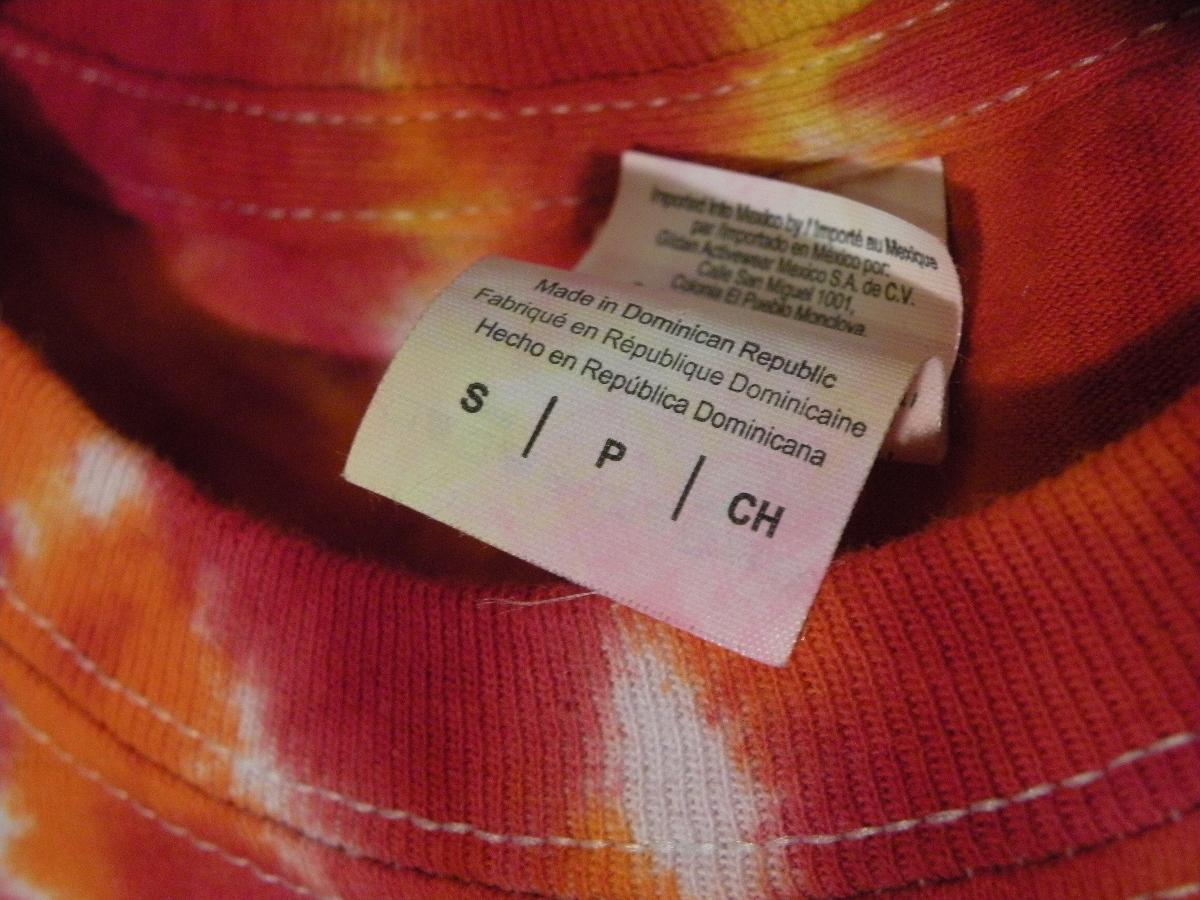 Imported into Mexico by / Importé au Mexique
par / Importado en México por:
Gildan Activewear Mexico S.A. de C.V.
Calle San Miguel 1001,
Colonia El Pueblo Monclova.
Made in Dominican Republic
Fabriqué en République Dominicaine
Hecho en República Dominicana
S | P | CH